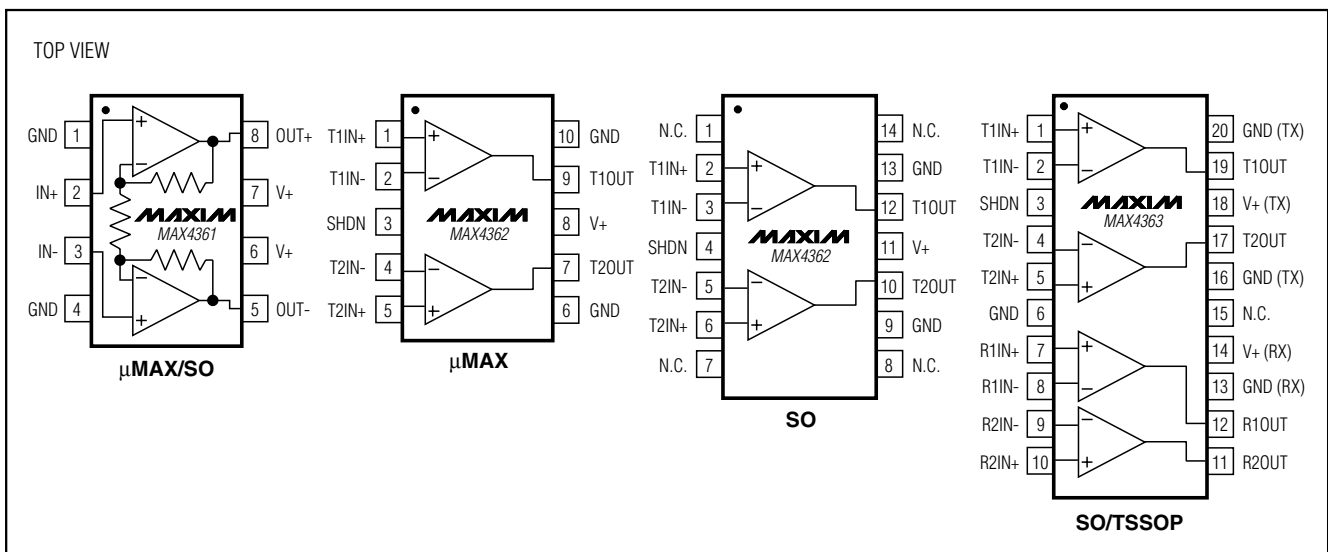 TOP VIEW
GND 1
IN+ 2
IN- 3
GND 4
8 OUT+
7 V+
6 V+
5 OUT-
+
−
−
+
MAXIM
MAX4361
µMAX/SO
T1IN+ 1
T1IN- 2
SHDN 3
T2IN- 4
T2IN+ 5
10 GND
9 T1OUT
8 V+
7 T2OUT
6 GND
+
−
−
+
MAXIM
MAX4362
µMAX
N.C. 1
T1IN+ 2
T1IN- 3
SHDN 4
T2IN- 5
T2IN+ 6
N.C. 7
14 N.C.
13 GND
12 T1OUT
11 V+
10 T2OUT
9 GND
8 N.C.
+
−
−
+
MAXIM
MAX4362
SO
T1IN+ 1
T1IN- 2
SHDN 3
T2IN- 4
T2IN+ 5
GND 6
R1IN+ 7
R1IN- 8
R2IN- 9
R2IN+ 10
20 GND (TX)
19 T1OUT
18 V+ (TX)
17 T2OUT
16 GND (TX)
15 N.C.
14 V+ (RX)
13 GND (RX)
12 R1OUT
11 R2OUT
+
−
−
+
+
−
−
+
MAXIM
MAX4363
SO/TSSOP